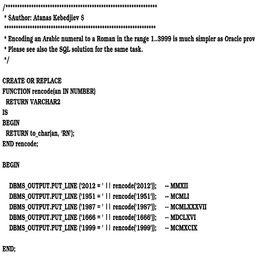 /*****************************************************************
 * $Author: Atanas Kebedjiev $
 *****************************************************************
 * Encoding an Arabic numeral to a Roman in the range 1..3999 is much simpler as Oracle prov
 * Please see also the SQL solution for the same task.
 */
CREATE OR REPLACE
FUNCTION rencode(an IN NUMBER)
  RETURN VARCHAR2
IS
BEGIN
  RETURN to_char(an, 'RN');
END rencode;
BEGIN
    DBMS_OUTPUT.PUT_LINE ('2012 = ' || rencode('2012'));     -- MMXII
    DBMS_OUTPUT.PUT_LINE ('1951 = ' || rencode('1951'));     -- MCMLI
    DBMS_OUTPUT.PUT_LINE ('1987 = ' || rencode('1987'));     -- MCMLXXXVII
    DBMS_OUTPUT.PUT_LINE ('1666 = ' || rencode('1666'));     -- MDCLXVI
    DBMS_OUTPUT.PUT_LINE ('1999 = ' || rencode('1999'));     -- MCMXCIX
END;